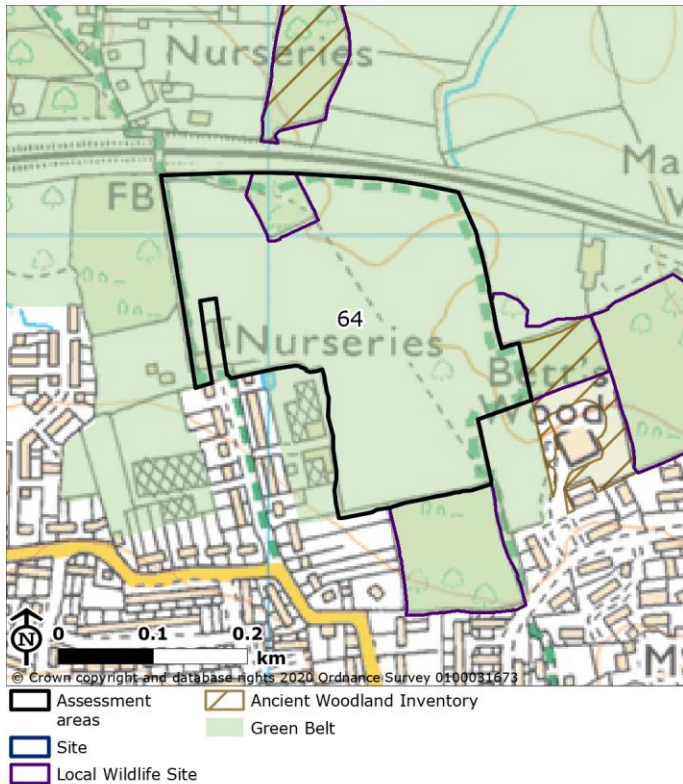 Nurseries
FB
Ma
W
64
Nurseries
Bett's
Wood
M
N
0 0.1 0.2
km
© Crown copyright and database rights 2020 Ordnance Survey 0100031673
Assessment
areas
Site
Local Wildlife Site
Ancient Woodland Inventory
Green Belt